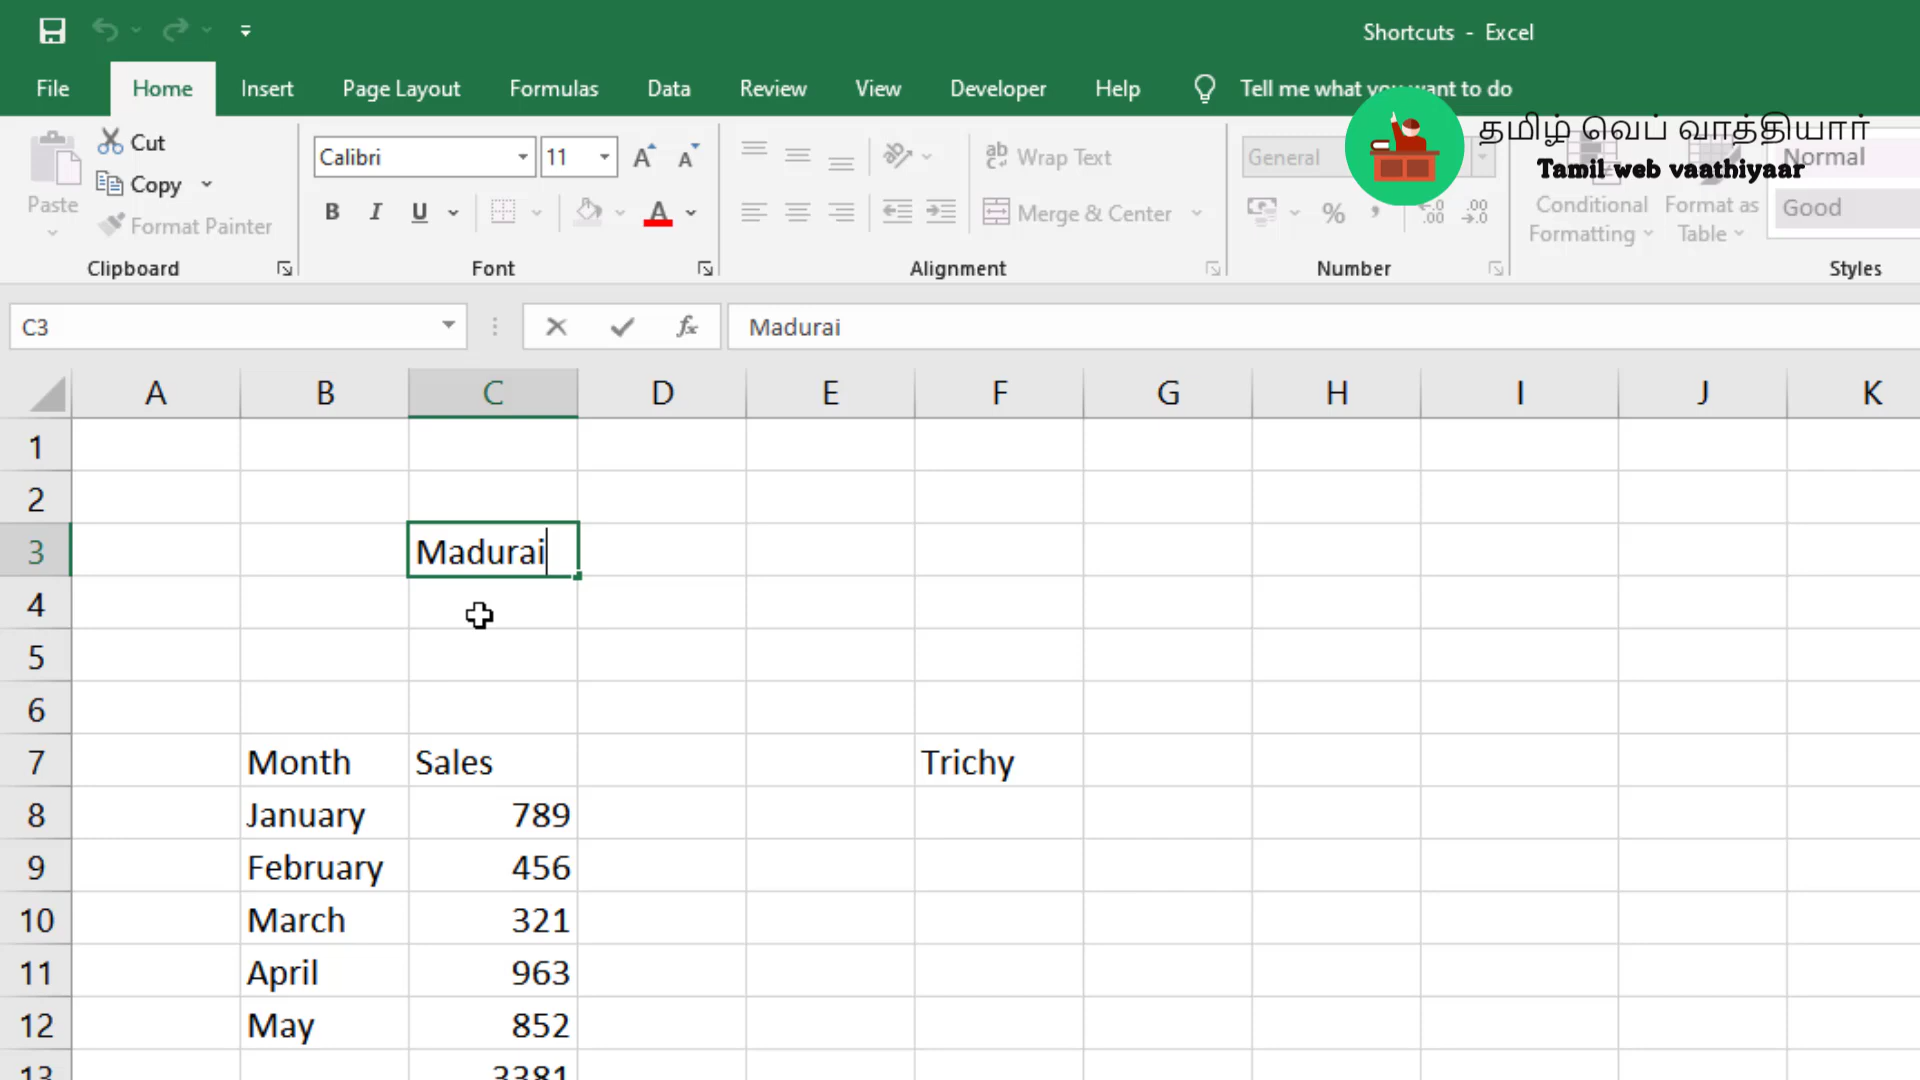 Shortcuts - Excel
File Home Insert Page Layout Formulas Data Review View Developer Help Tell me what you want to do
தமிழ் வெப் வாத்தியார்
Tamil web vaathiyaar
Paste
Cut
Copy
Format Painter
Clipboard
Calibri 11
B I U A
Font
ab Wrap Text
Merge & Center
Alignment
General
% ,
Number
Conditional Formatting
Format as Table
Normal
Good
Styles
C3 fx Madurai
A B C D E F G H I J K
1
2
3 Madurai
4
5
6
7 Month Sales Trichy
8 January 789
9 February 456
10 March 321
11 April 963
12 May 852
13 3381